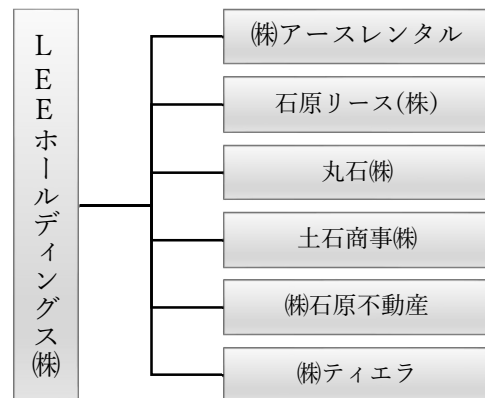 LEEホールディングス㈱
㈱アースレンタル
石原リース(株)
丸石㈱
土石商事㈱
㈱石原不動産
㈱ティエラ